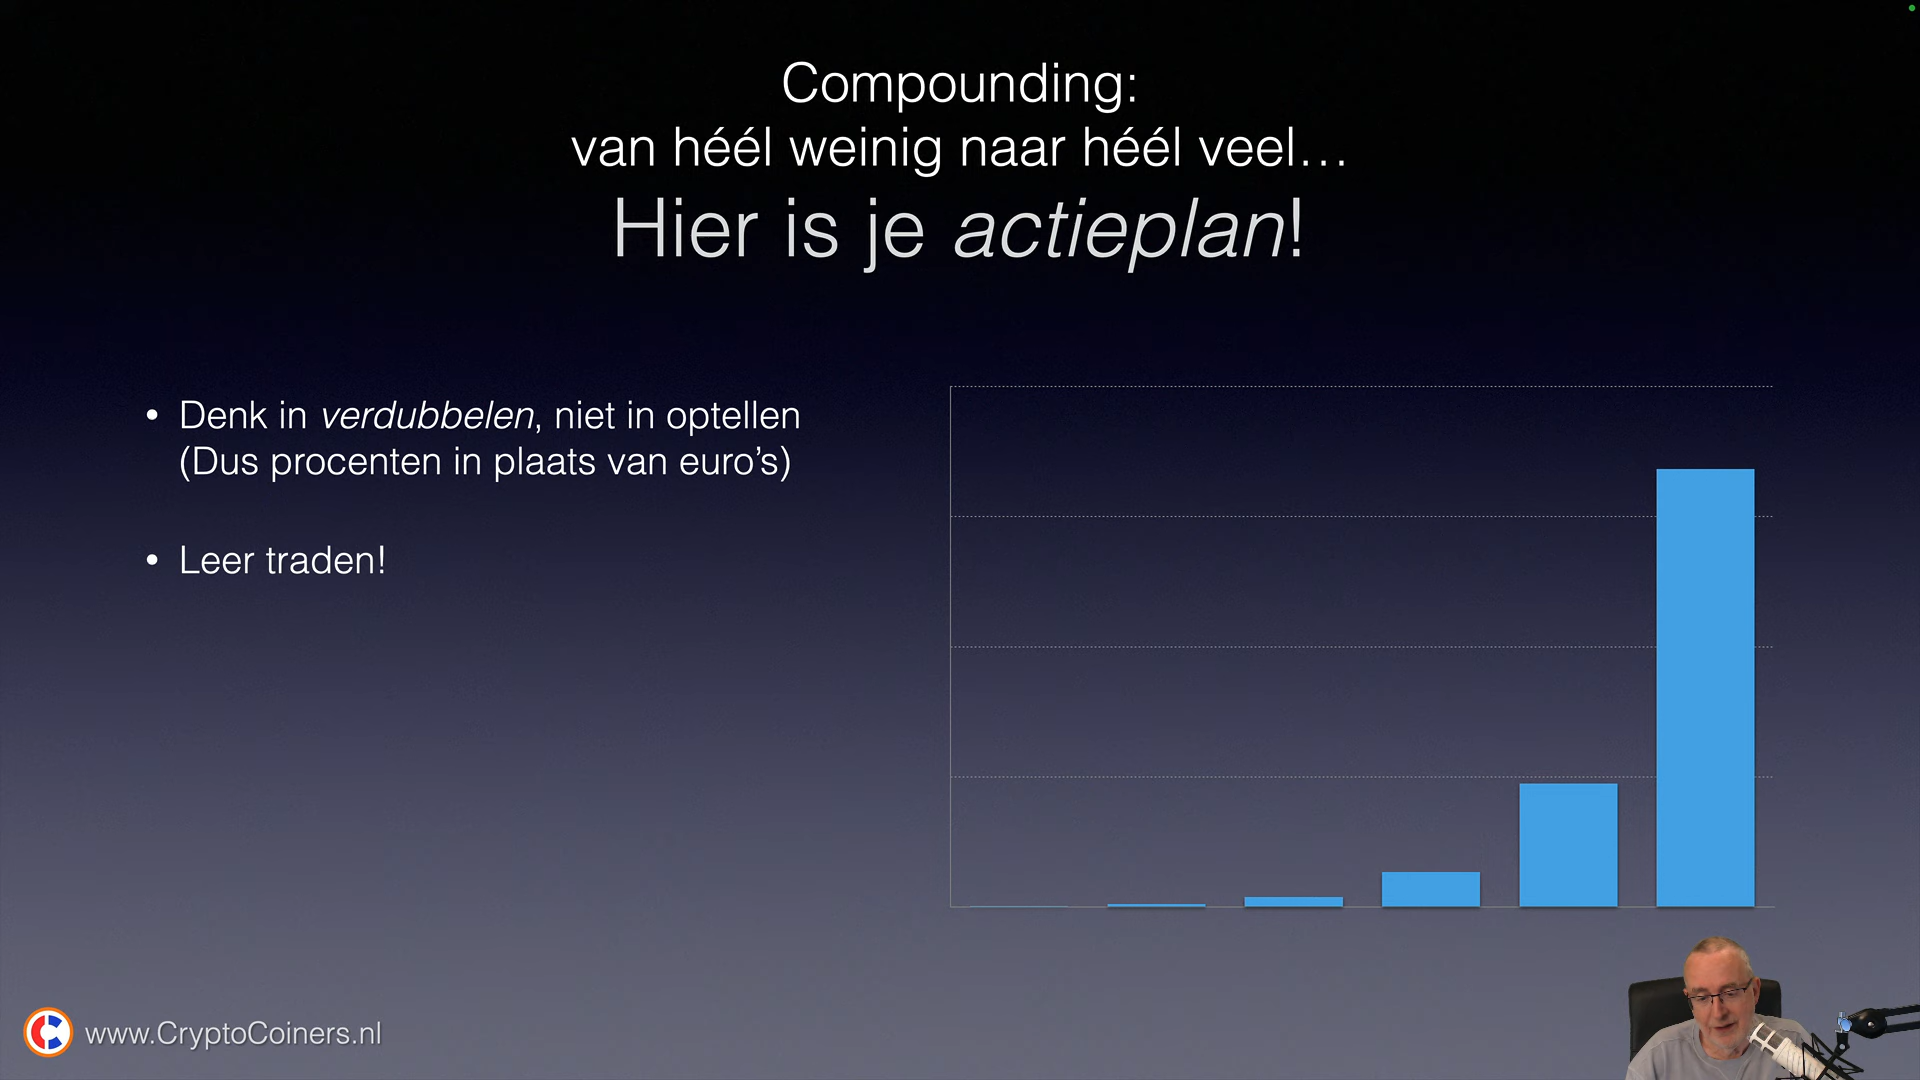 Compounding:
van héél weinig naar héél veel…
Hier is je actieplan!
• Denk in verdubbelen, niet in optellen
(Dus procenten in plaats van euro’s)
• Leer traden!
www.CryptoCoiners.nl